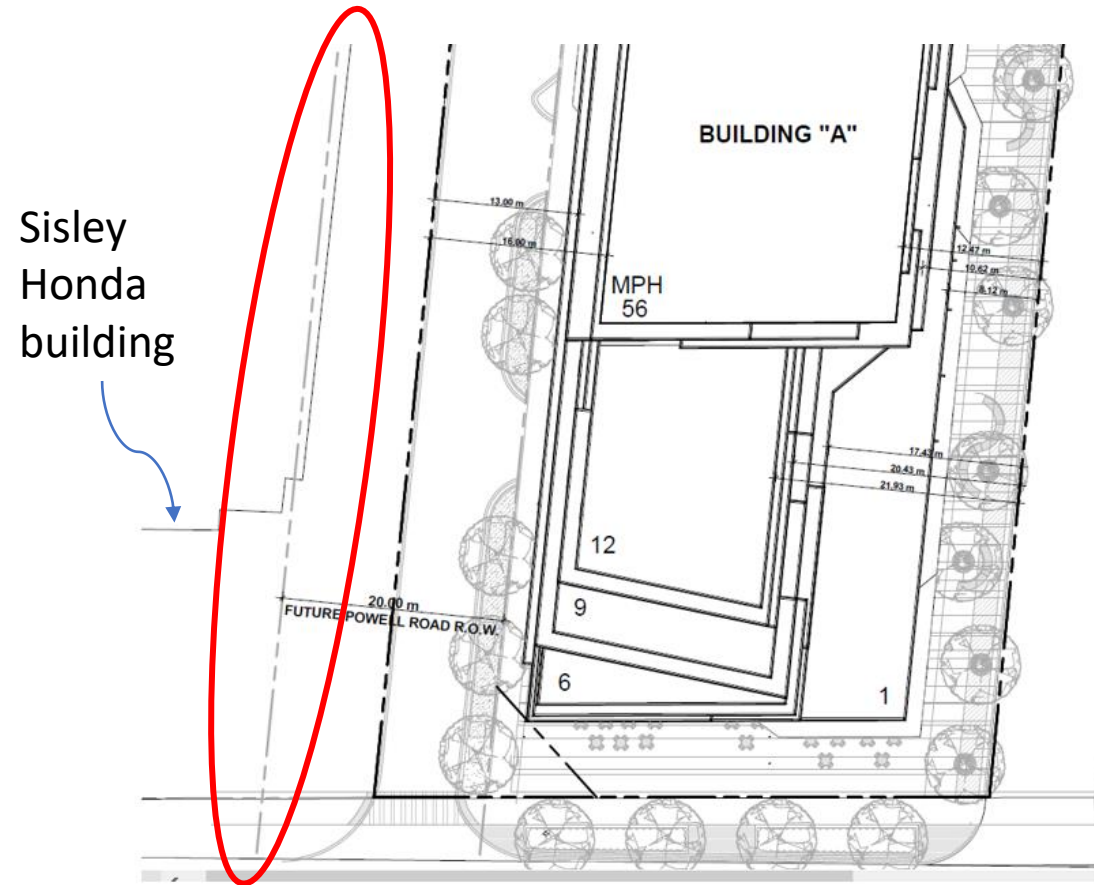 Sisley
Honda
building
BUILDING "A"
13.00 m
16.00 m
12.47 m
10.62 m
8.12 m
MPH
56
17.43 m
20.43 m
21.93 m
12
9
20.00 m
FUTURE POWELL ROAD R.O.W.
6
1